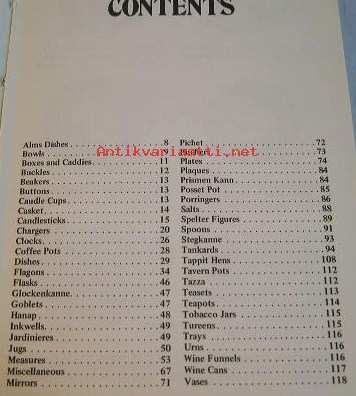 CONTENTS
Alms Dishes 8
Bowls 9
Boxes and Caddies 11
Buckles 12
Beakers 13
Buttons 13
Caudle Cups 13
Casket 14
Candlesticks 15
Chargers 20
Clocks 26
Coffee Pots 28
Dishes 29
Flagons 34
Flasks 46
Glockenkanne 47
Goblets 47
Hanap 48
Inkwells 49
Jardinieres 49
Jugs 50
Measures 53
Miscellaneous 67
Mirrors 71
Pichet 72
73
Plates 74
Plaques 84
Prismen Kann 84
Posset Pot 85
Porringers 86
Salts 88
Spelter Figures 89
Spoons 91
Stegkanne 93
Tankards 94
Tappit Hens 108
Tavern Pots 112
Tazza 112
Teasets 113
Teapots 114
Tobacco Jars 115
Tureens 115
Trays 116
Urns 116
Wine Funnels 116
Wine Cans 117
Vases 118
Antikvariaatti.net